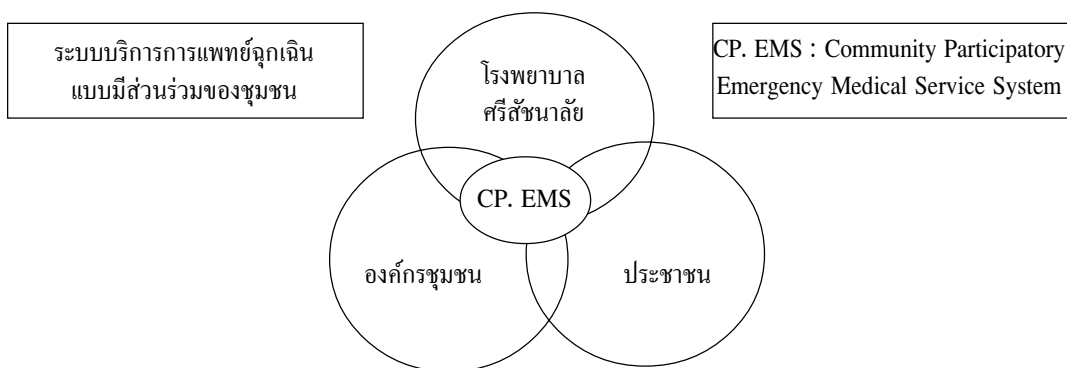 ระบบบริการการแพทย์ฉุกเฉิน
แบบมีส่วนร่วมของชุมชน
โรงพยาบาล
ศรีสัชนาลัย
CP. EMS : Community Participatory
Emergency Medical Service System
CP. EMS
องค์กรชุมชน
ประชาชน